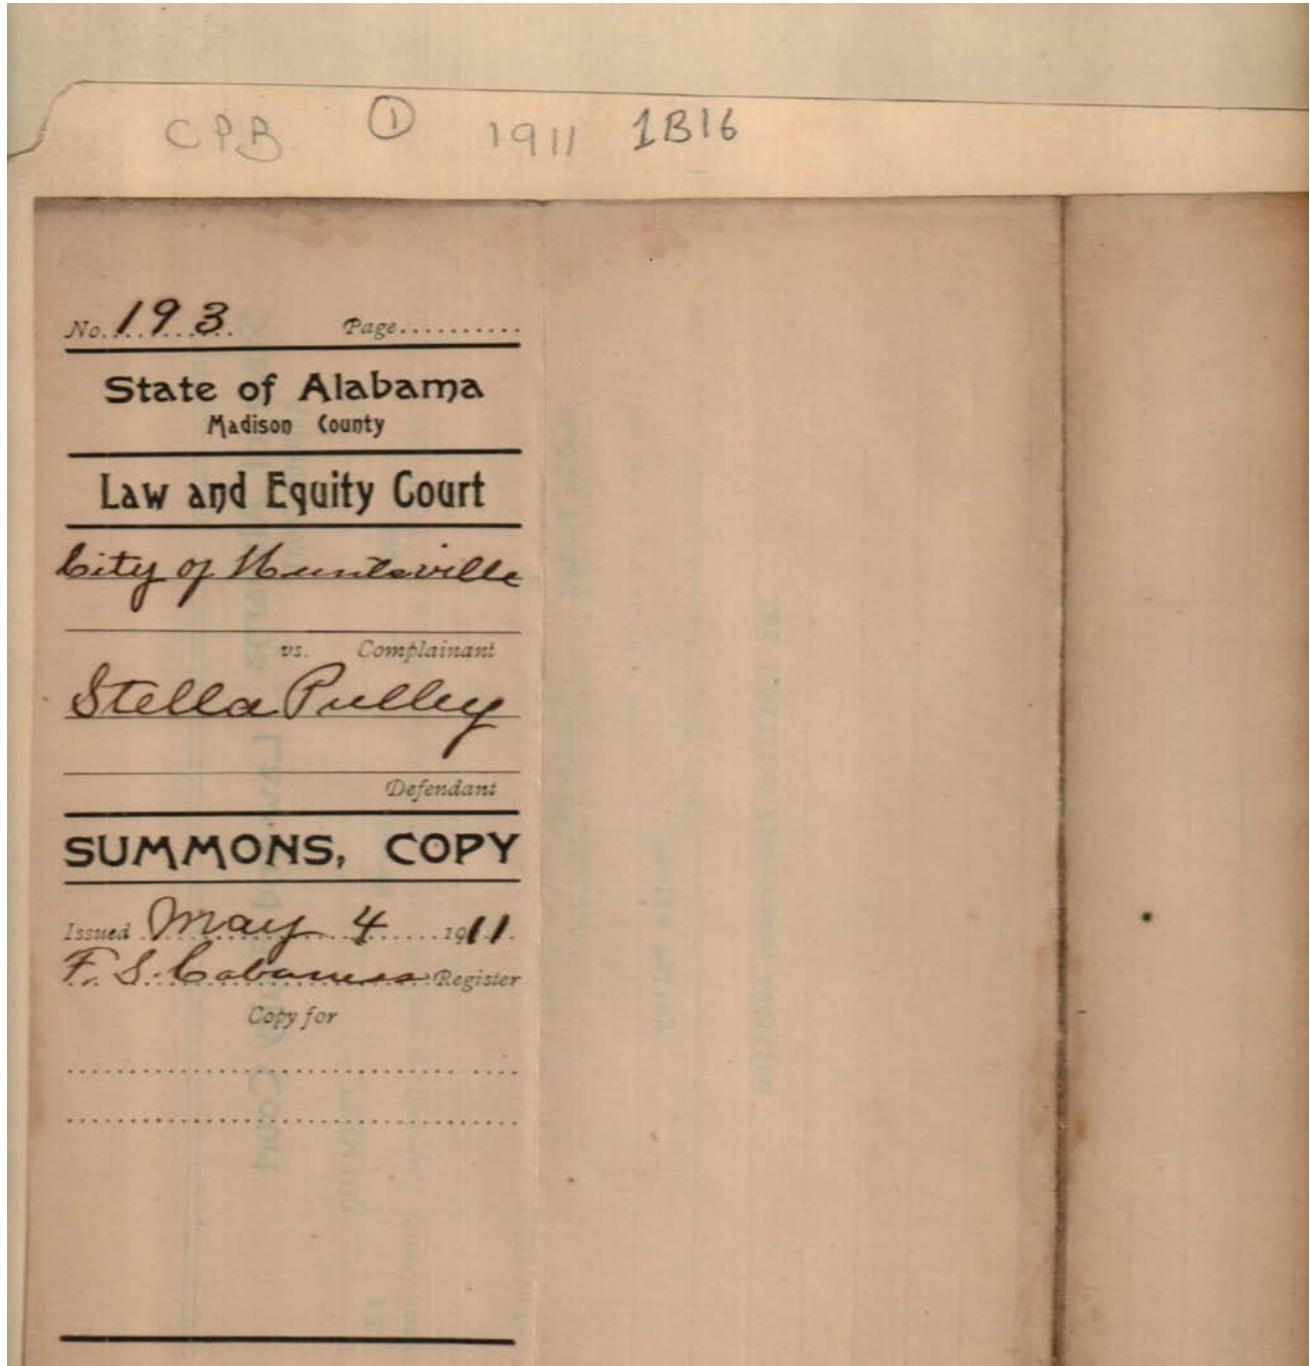 CPB ① 1911 1B16
No. 193. Page..........
State of Alabama
Madison County
Law and Equity Court
City of Huntsville
vs. Complainant
Stella Pulley
Defendant
SUMMONS, COPY
Issued May 4 1911.
F. S. Cabaniss Register
Copy for